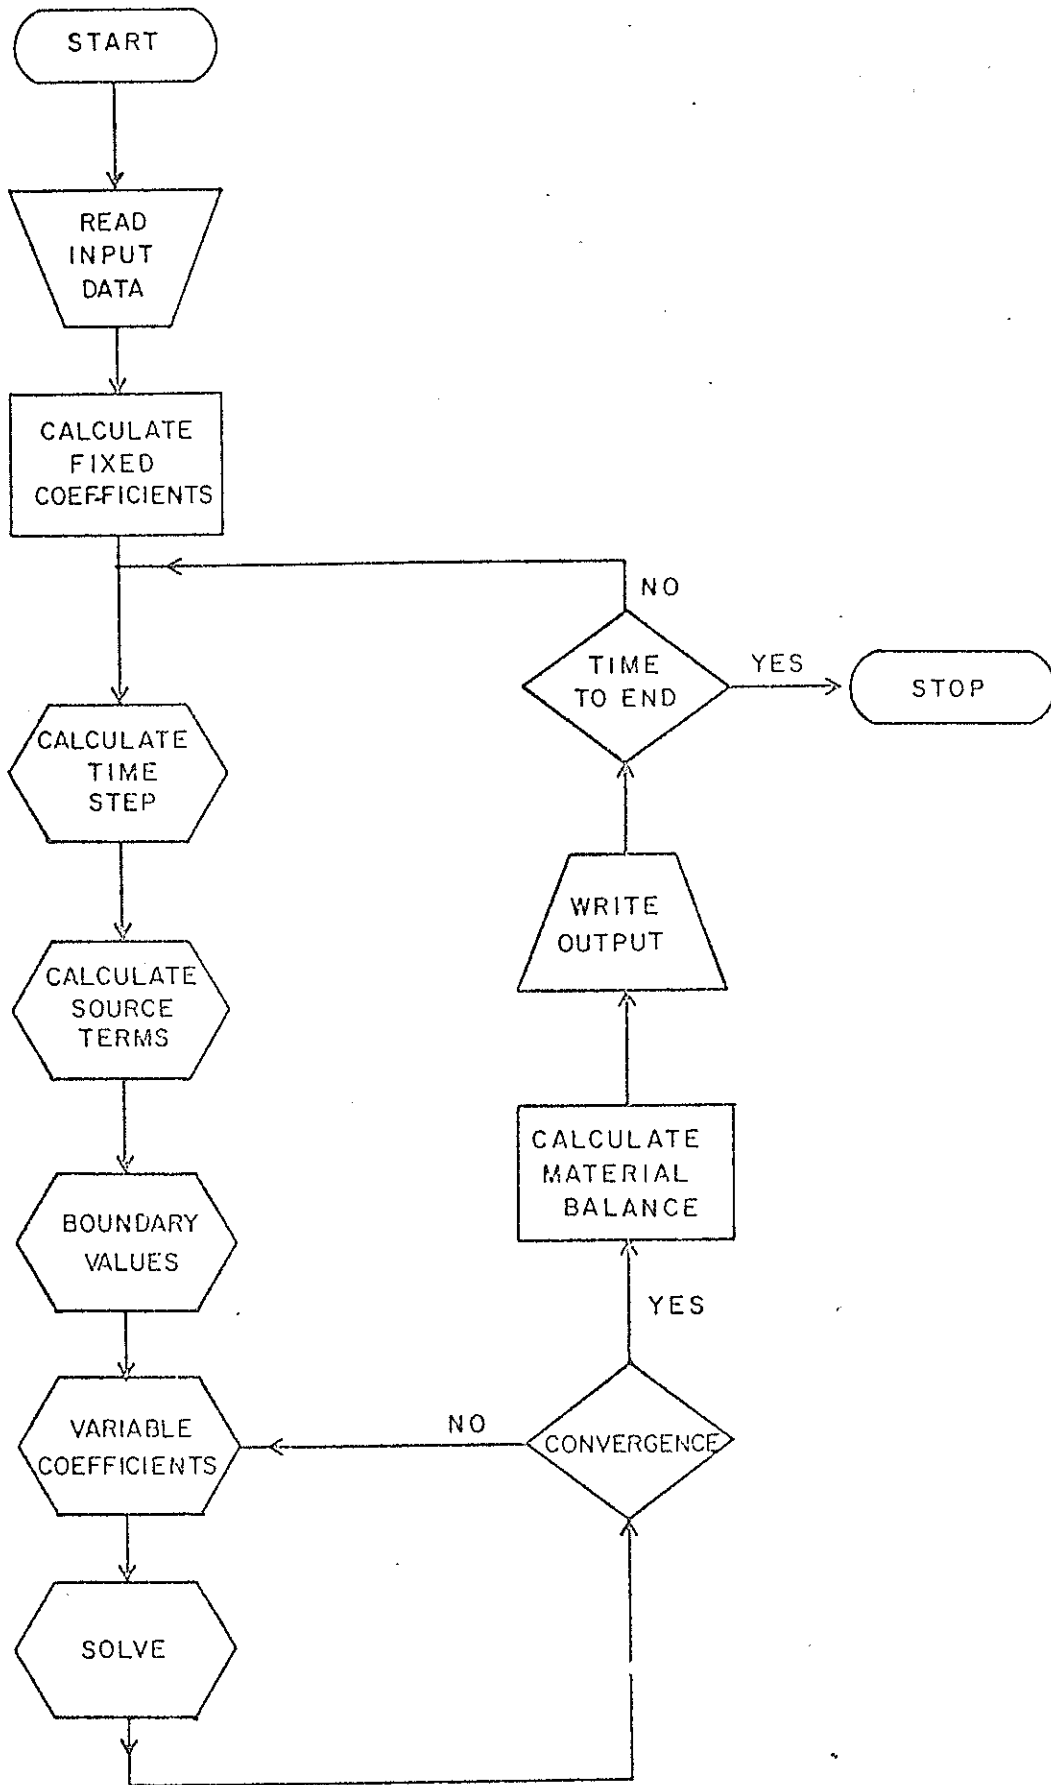 START
READ
INPUT
DATA
CALCULATE
FIXED
COEFFICIENTS
CALCULATE
TIME
STEP
CALCULATE
SOURCE
TERMS
BOUNDARY
VALUES
VARIABLE
COEFFICIENTS
SOLVE
NO
CONVERGENCE
YES
CALCULATE
MATERIAL
BALANCE
WRITE
OUTPUT
TIME
TO END
NO
YES
STOP